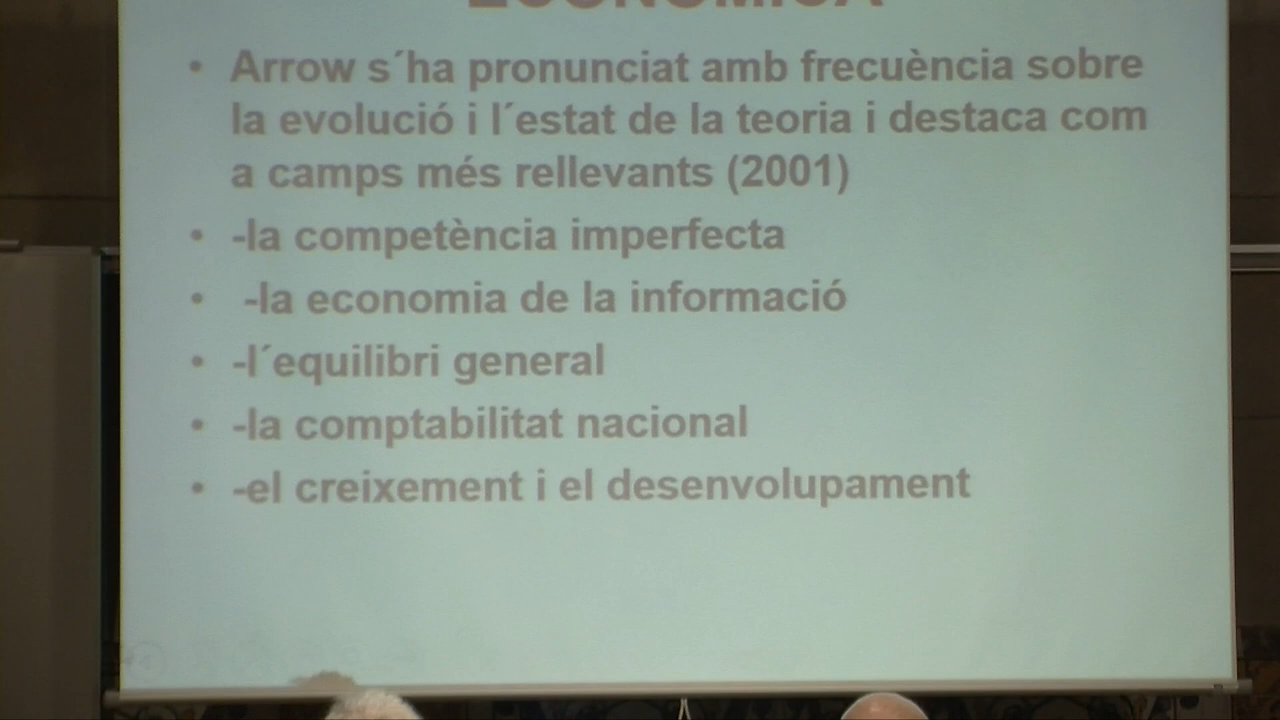 ECONÒMICA
• Arrow s´ha pronunciat amb frecuència sobre
la evolució i l´estat de la teoria i destaca com
a camps més rellevants (2001)
• -la competència imperfecta
• -la economia de la informació
• -l´equilibri general
• -la comptabilitat nacional
• -el creixement i el desenvolupament